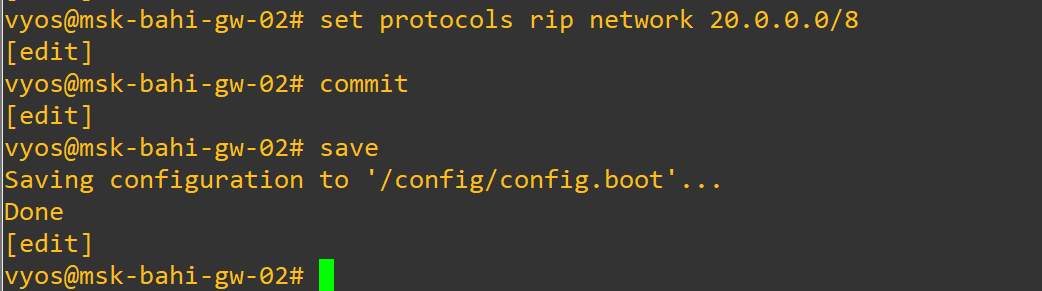 vyos@msk-bahi-gw-02# set protocols rip network 20.0.0.0/8
[edit]
vyos@msk-bahi-gw-02# commit
[edit]
vyos@msk-bahi-gw-02# save
Saving configuration to '/config/config.boot'...
Done
[edit]
vyos@msk-bahi-gw-02#